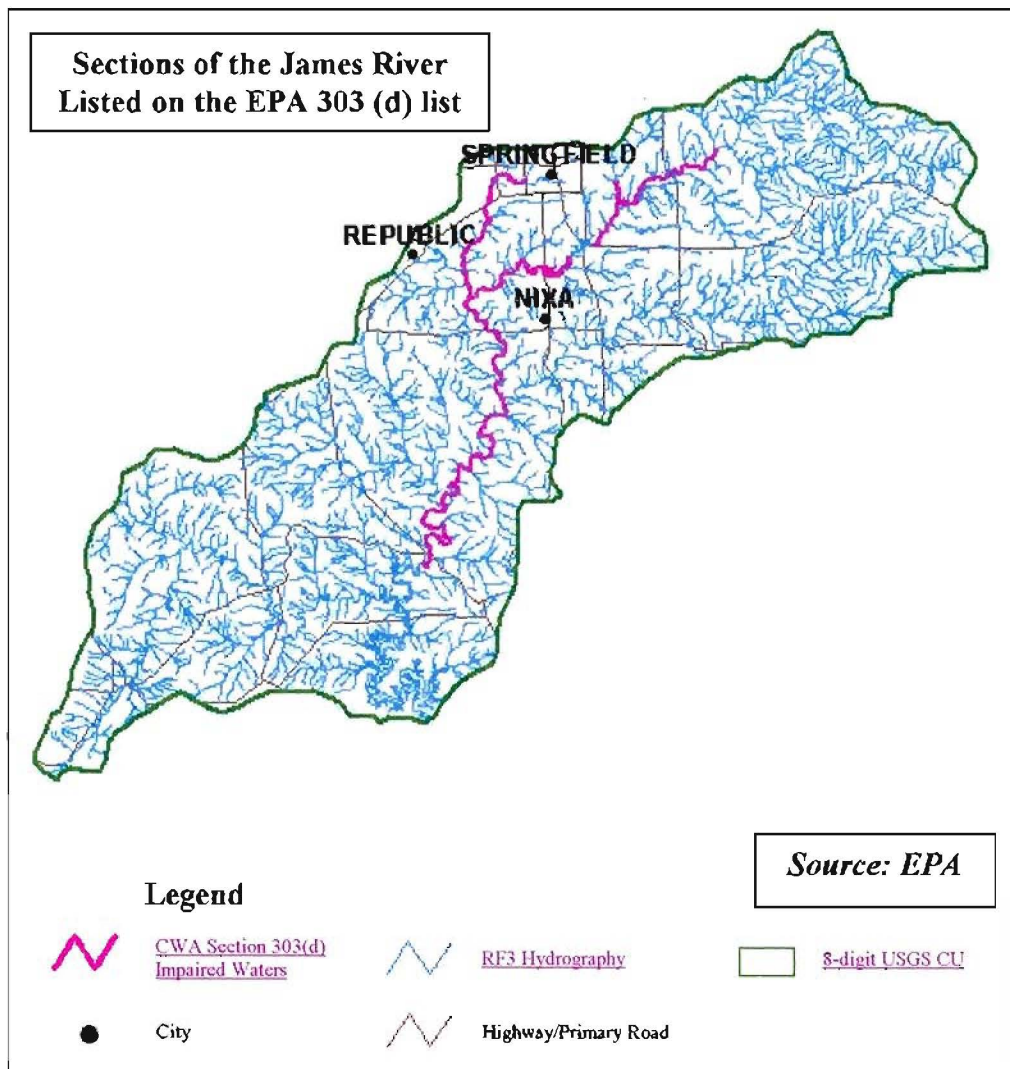 Sections of the James River
Listed on the EPA 303 (d) list
SPRINGFIELD
REPUBLIC
NIXA
Source: EPA
Legend
CWA Section 303(d)
Impaired Waters
RF3 Hydrography
8-digit USGS CU
City
Highway/Primary Road